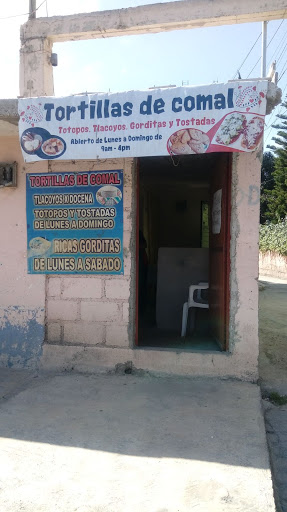 Tortillas de comal
Totopos, Tlacoyos, Gorditas y Tostadas
Abierto de Lunes a Domingo de
9am - 4pm
TORTILLAS DE COMAL
TLACOYOS X DOCENA
TOTOPOS Y TOSTADAS
DE LUNES A DOMINGO
RICAS GORDITAS
DE LUNES A SABADO